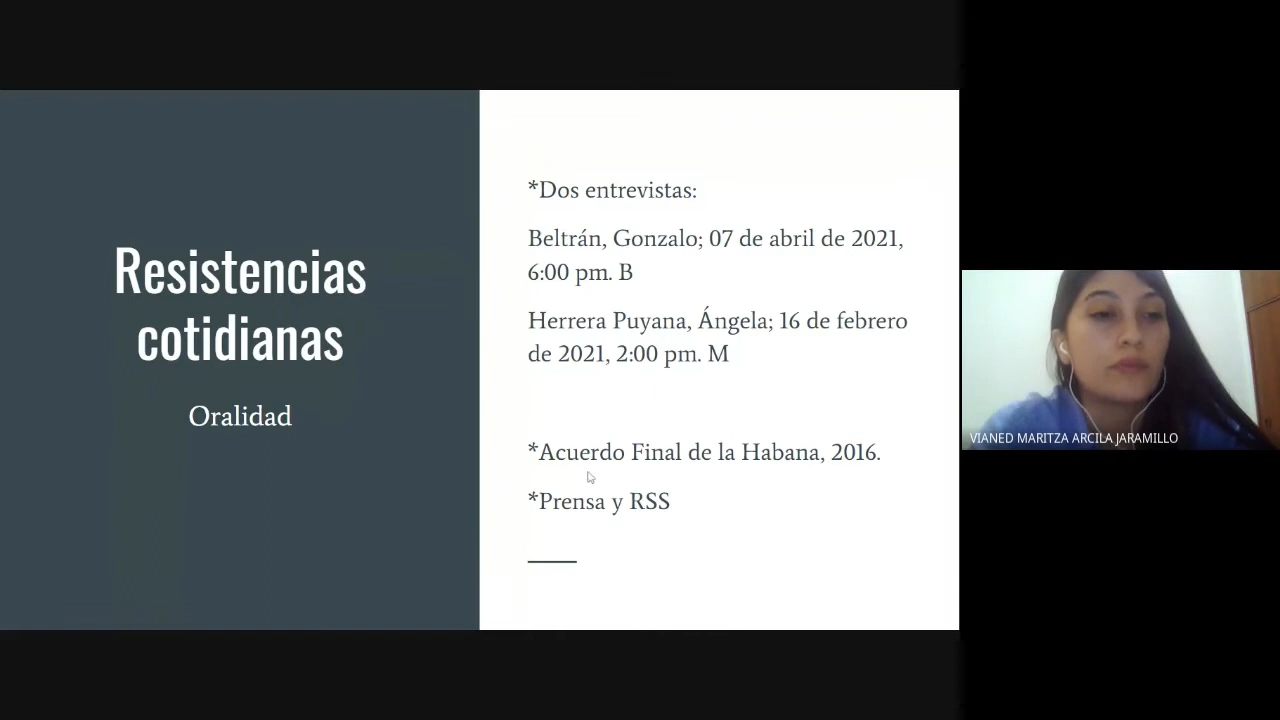 Resistencias
cotidianas
Oralidad
*Dos entrevistas:
Beltrán, Gonzalo; 07 de abril de 2021,
6:00 pm. B
Herrera Puyana, Ángela; 16 de febrero
de 2021, 2:00 pm. M
*Acuerdo Final de la Habana, 2016.
*Prensa y RSS
VIANED MARITZA ARCILA JARAMILLO